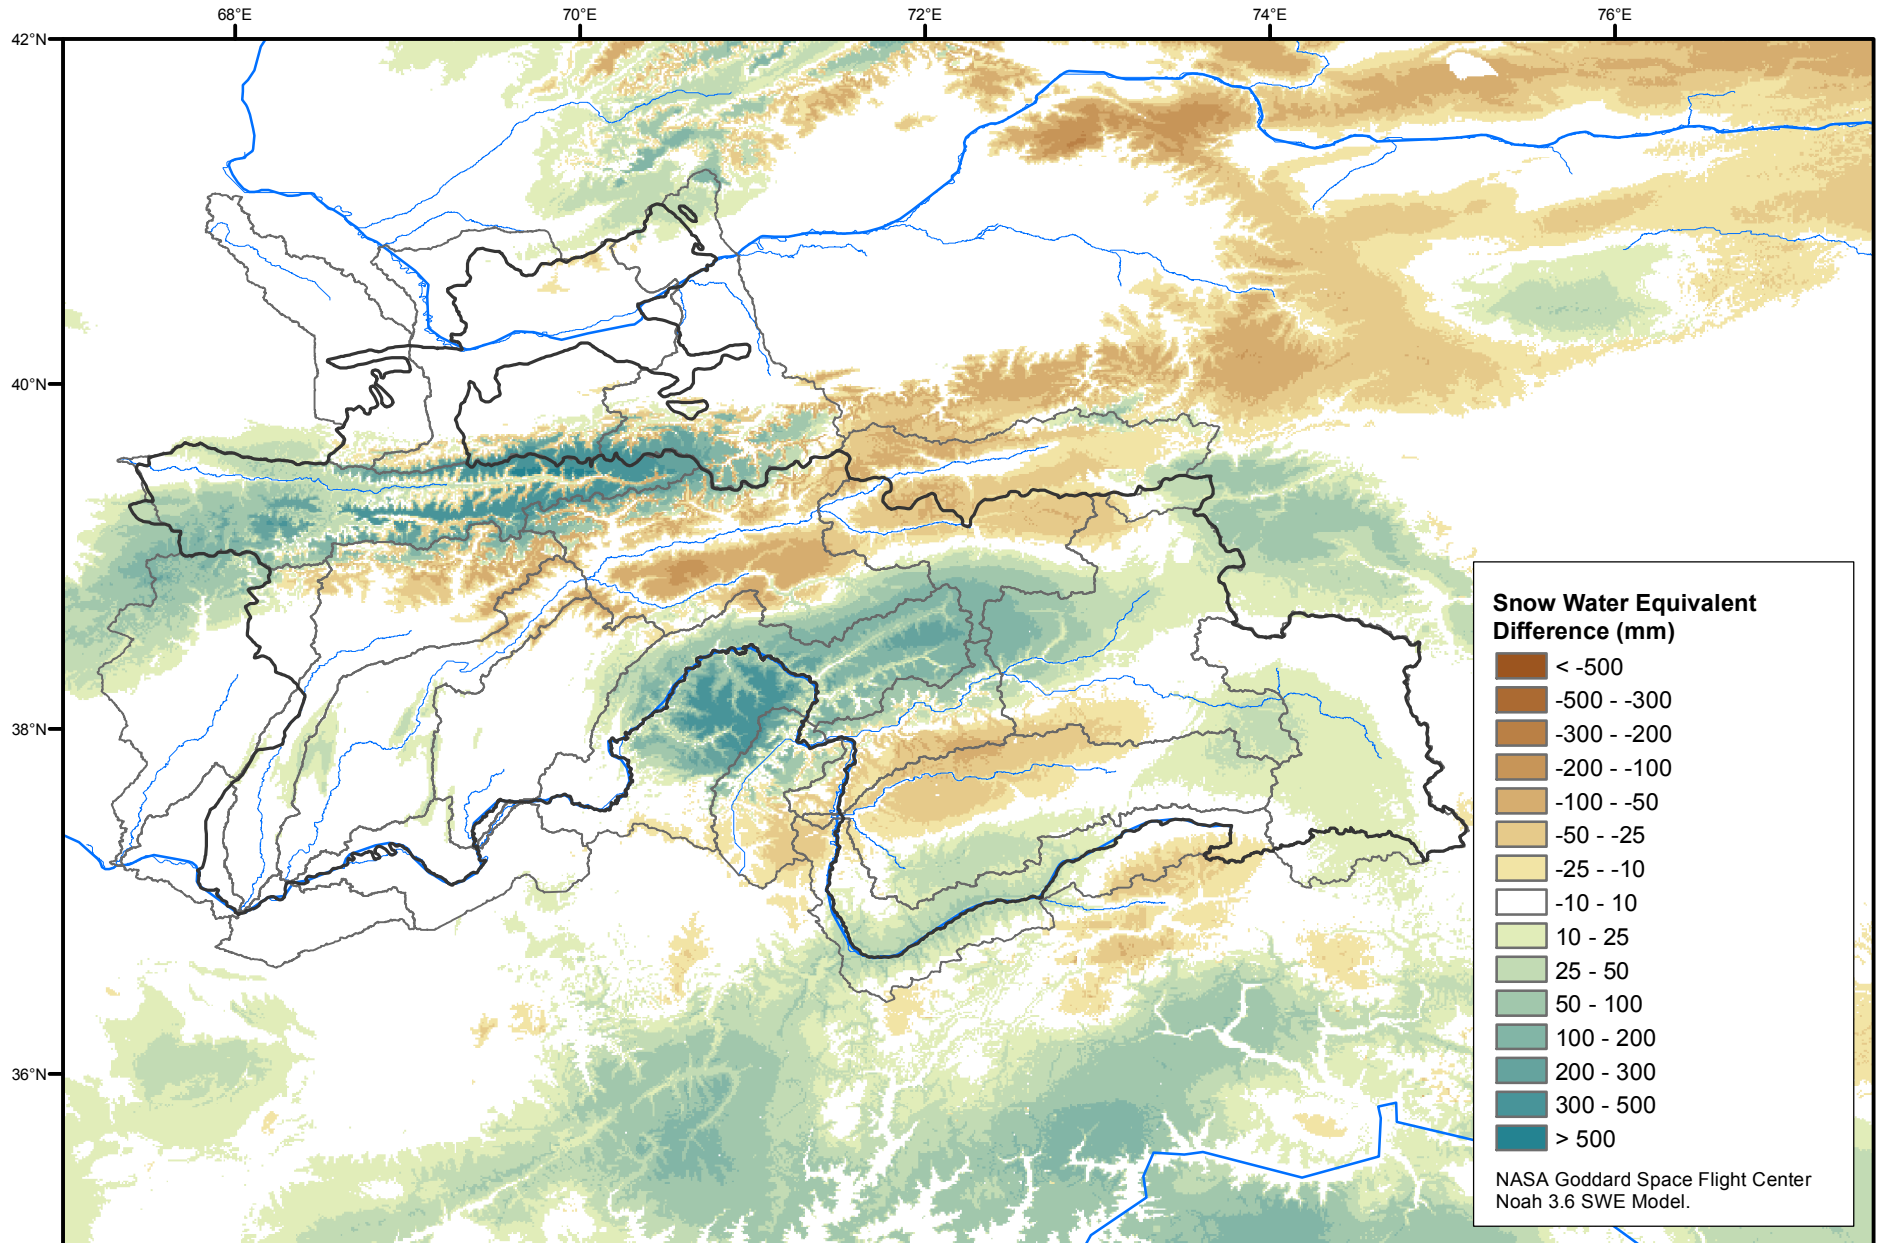 68°E 70°E 72°E 74°E 76°E
42°N
40°N
38°N
36°N
Snow Water Equivalent
Difference (mm)
< -500
-500 - -300
-300 - -200
-200 - -100
-100 - -50
-50 - -25
-25 - -10
-10 - 10
10 - 25
25 - 50
50 - 100
100 - 200
200 - 300
300 - 500
> 500
NASA Goddard Space Flight Center
Noah 3.6 SWE Model.